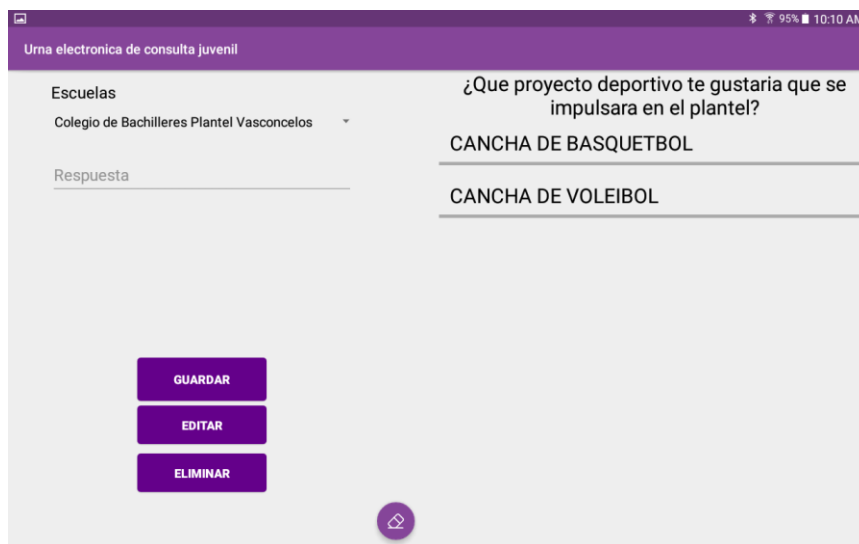 95% 10:10 AM
Urna electronica de consulta juvenil
Escuelas
Colegio de Bachilleres Plantel Vasconcelos
Respuesta
GUARDAR
EDITAR
ELIMINAR
¿Que proyecto deportivo te gustaria que se
impulsara en el plantel?
CANCHA DE BASQUETBOL
CANCHA DE VOLEIBOL